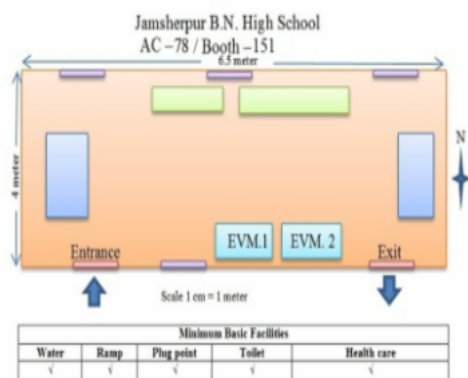 Jamsherpur B.N. High School
AC –78 / Booth –151
6.5 meter
4 meter
N
EVM.1 EVM. 2
Entrance Exit
Scale 1 cm = 1 meter
Minimum Basic Facilities
Water Ramp Plug point Toilet Health care
√ √ √ √ √